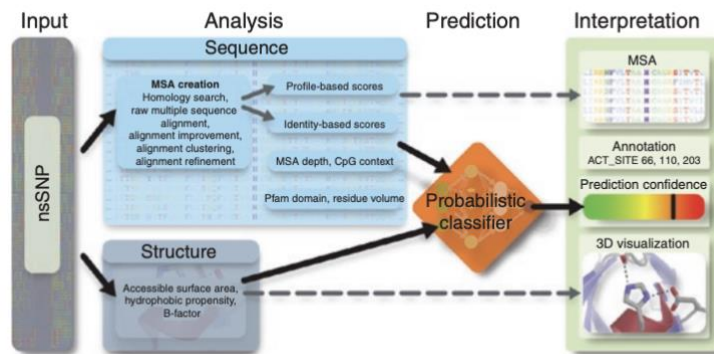 Input
Analysis
Prediction
Interpretation
nsSNP
Sequence
MSA creation
Homology search,
raw multiple sequence
alignment,
alignment improvement,
alignment clustering,
alignment refinement
Profile-based scores
Identity-based scores
MSA depth, CpG context
Pfam domain, residue volume
Structure
Accessible surface area,
hydrophobic propensity,
B-factor
Probabilistic
classifier
MSA
Annotation
ACT_SITE 66, 110, 203
Prediction confidence
3D visualization